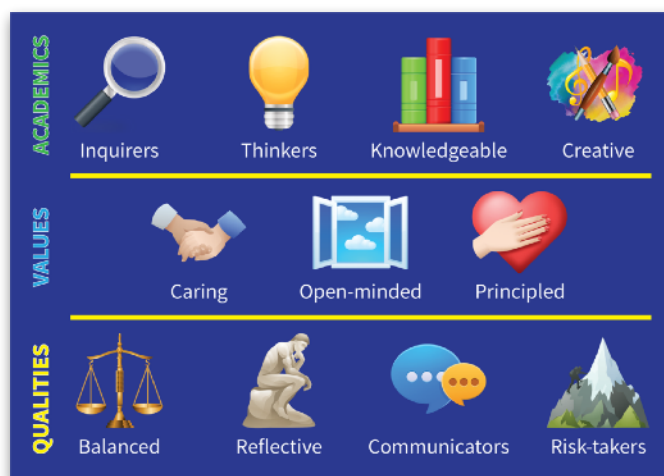 ACADEMICS
Inquirers Thinkers Knowledgeable Creative
VALUES
Caring Open-minded Principled
QUALITIES
Balanced Reflective Communicators Risk-takers